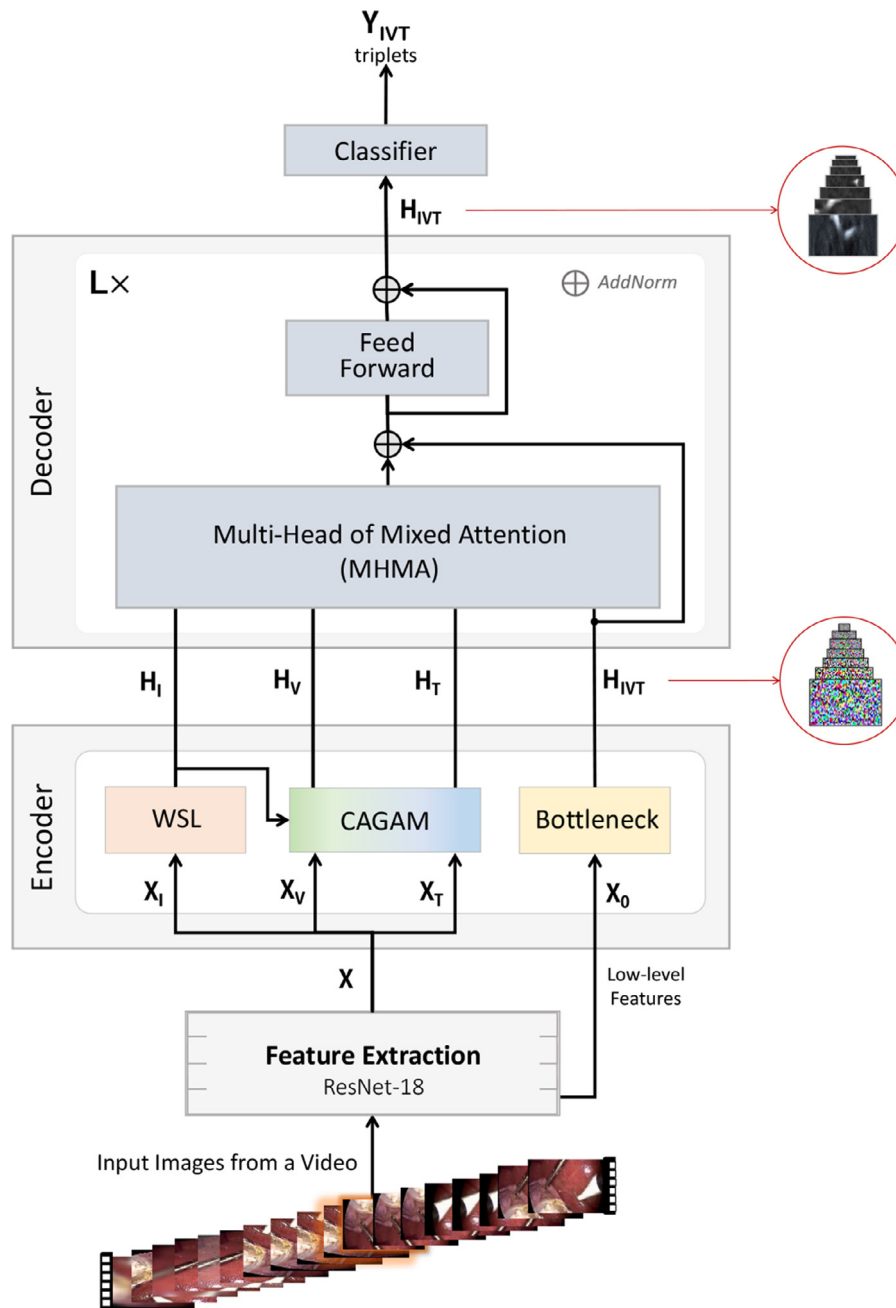 Y_IVT
triplets
Classifier
H_IVT
L×
⊕ AddNorm
Feed
Forward
Decoder
Multi-Head of Mixed Attention
(MHMA)
H_I H_V H_T H_IVT
Encoder
WSL CAGAM Bottleneck
X_I X_V X_T X_0
X
Low-level
Features
Feature Extraction
ResNet-18
Input Images from a Video